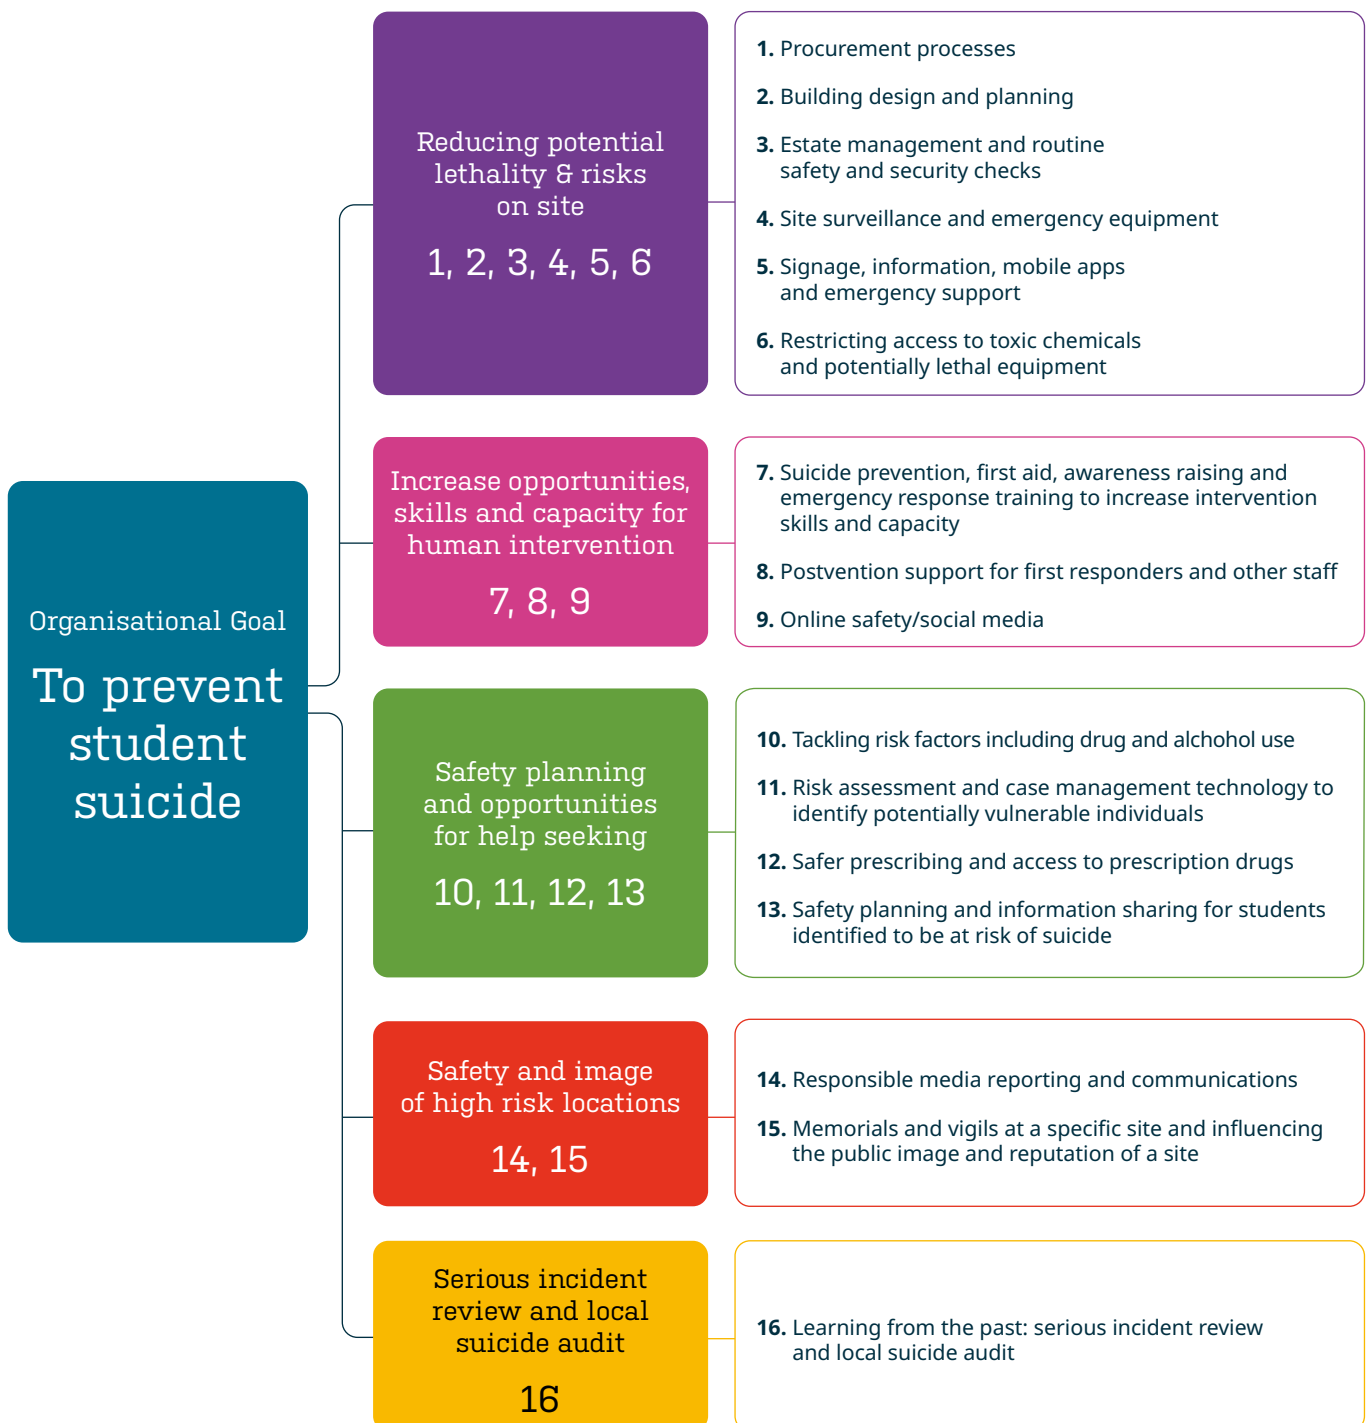 Organisational Goal
To prevent
student
suicide
Reducing potential
lethality & risks
on site
1, 2, 3, 4, 5, 6
1. Procurement processes
2. Building design and planning
3. Estate management and routine
safety and security checks
4. Site surveillance and emergency equipment
5. Signage, information, mobile apps
and emergency support
6. Restricting access to toxic chemicals
and potentially lethal equipment
Increase opportunities,
skills and capacity for
human intervention
7, 8, 9
7. Suicide prevention, first aid, awareness raising and
emergency response training to increase intervention
skills and capacity
8. Postvention support for first responders and other staff
9. Online safety/social media
Safety planning
and opportunities
for help seeking
10, 11, 12, 13
10. Tackling risk factors including drug and alchohol use
11. Risk assessment and case management technology to
identify potentially vulnerable individuals
12. Safer prescribing and access to prescription drugs
13. Safety planning and information sharing for students
identified to be at risk of suicide
Safety and image
of high risk locations
14, 15
14. Responsible media reporting and communications
15. Memorials and vigils at a specific site and influencing
the public image and reputation of a site
Serious incident
review and local
suicide audit
16
16. Learning from the past: serious incident review
and local suicide audit